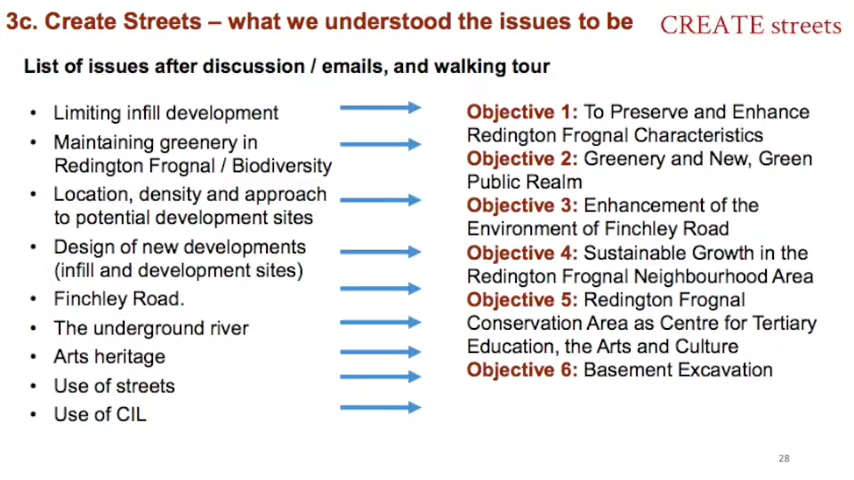 3c. Create Streets – what we understood the issues to be
CREATE streets
List of issues after discussion / emails, and walking tour
• Limiting infill development
• Maintaining greenery in
Redington Frognal / Biodiversity
• Location, density and approach
to potential development sites
• Design of new developments
(infill and development sites)
• Finchley Road.
• The underground river
• Arts heritage
• Use of streets
• Use of CIL
Objective 1: To Preserve and Enhance
Redington Frognal Characteristics
Objective 2: Greenery and New, Green
Public Realm
Objective 3: Enhancement of the
Environment of Finchley Road
Objective 4: Sustainable Growth in the
Redington Frognal Neighbourhood Area
Objective 5: Redington Frognal
Conservation Area as Centre for Tertiary
Education, the Arts and Culture
Objective 6: Basement Excavation
28